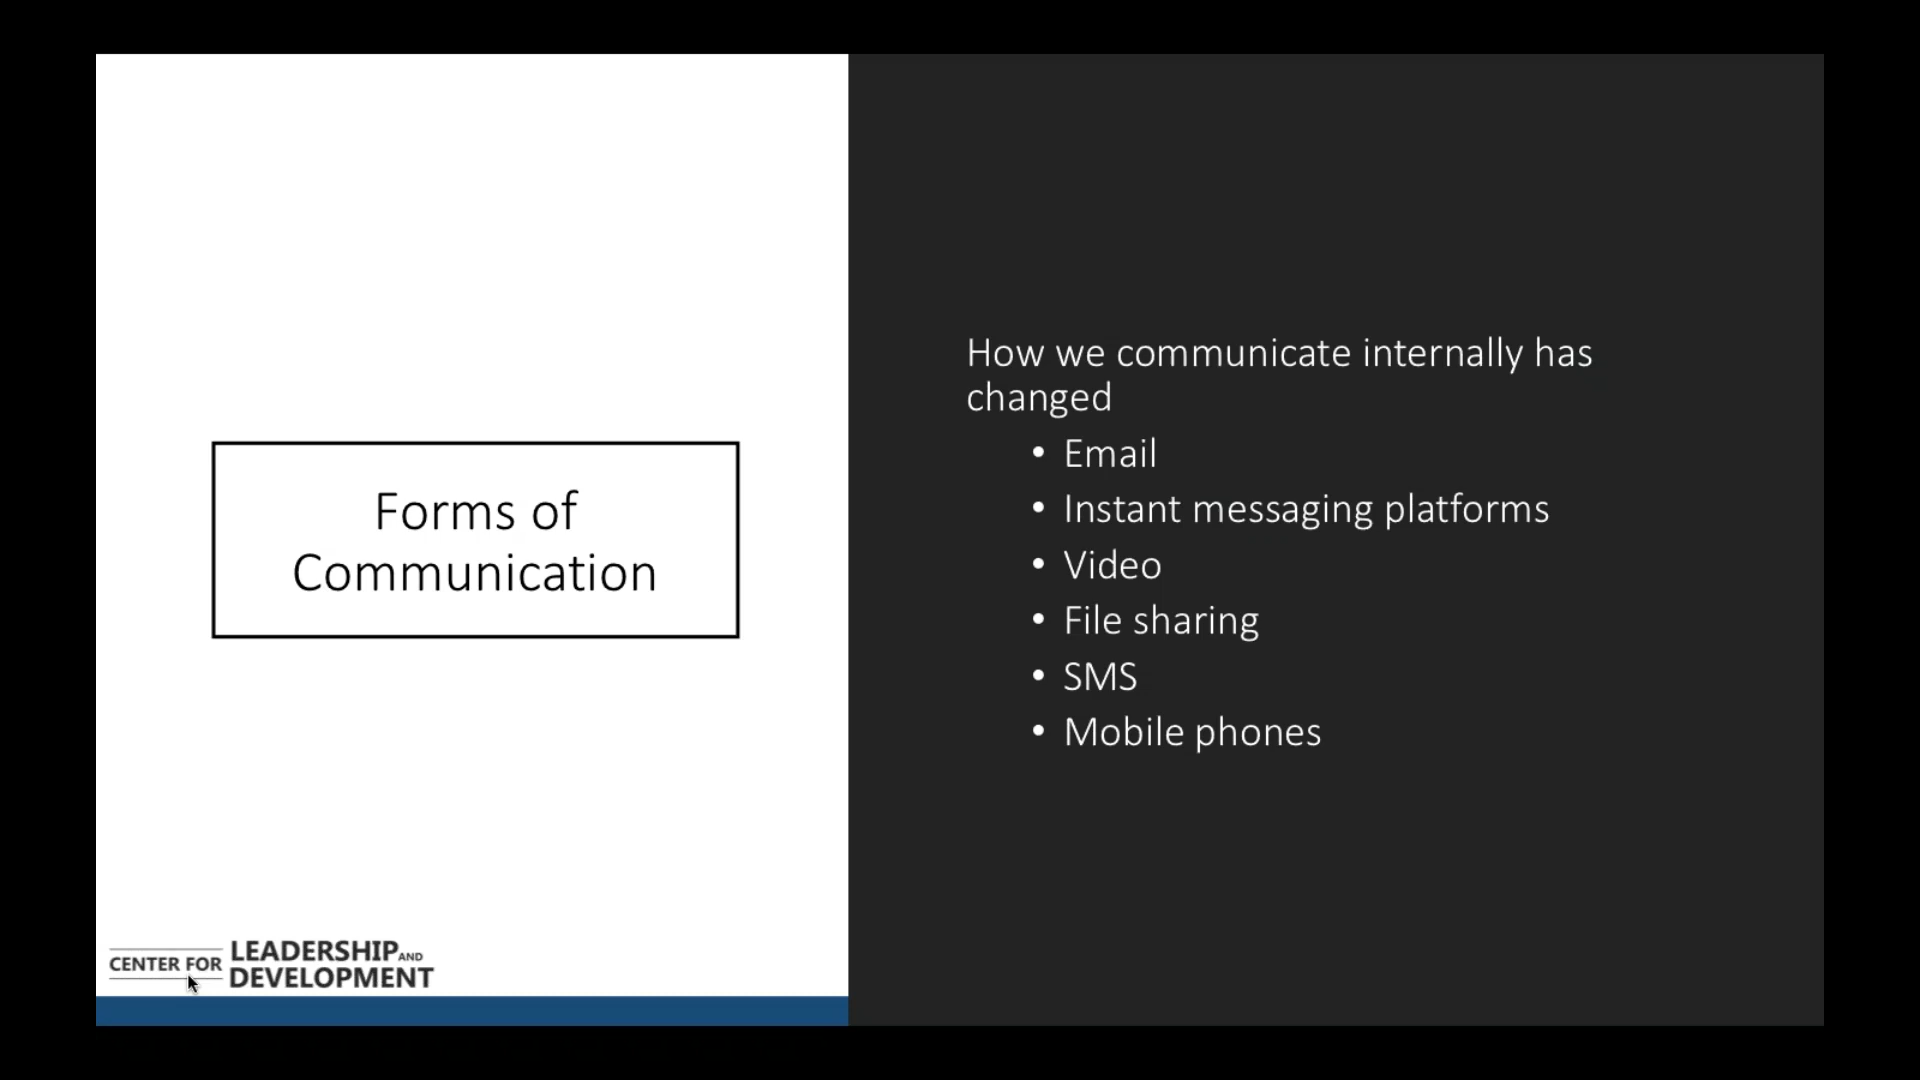 Forms of
Communication
How we communicate internally has
changed
• Email
• Instant messaging platforms
• Video
• File sharing
• SMS
• Mobile phones
CENTER FOR LEADERSHIP AND
DEVELOPMENT